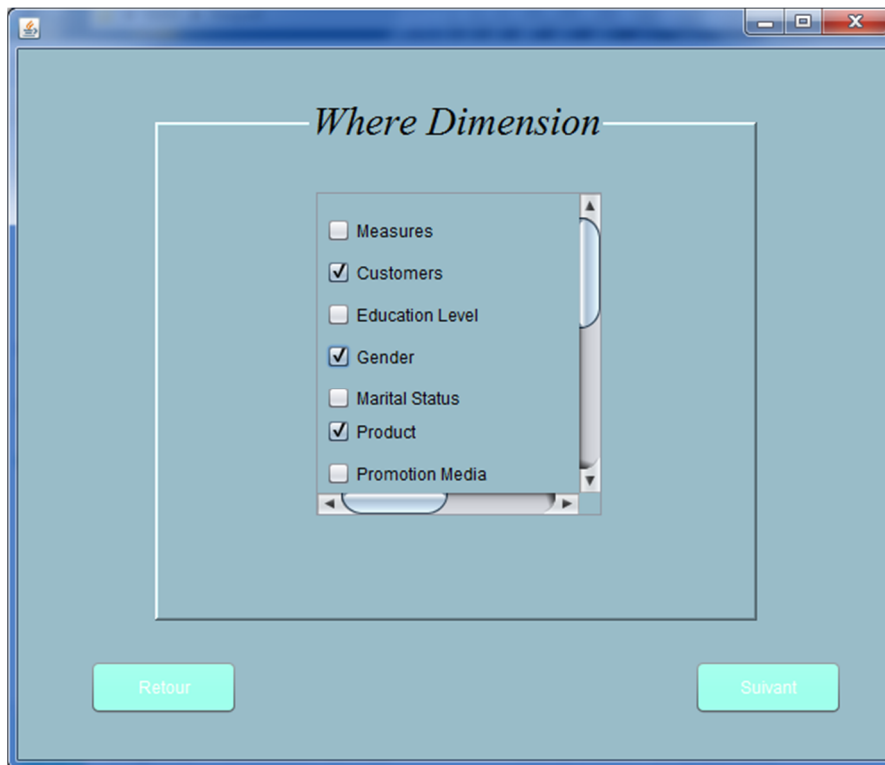 Where Dimension
Measures
Customers
Education Level
Gender
Marital Status
Product
Promotion Media
Retour
Suivant